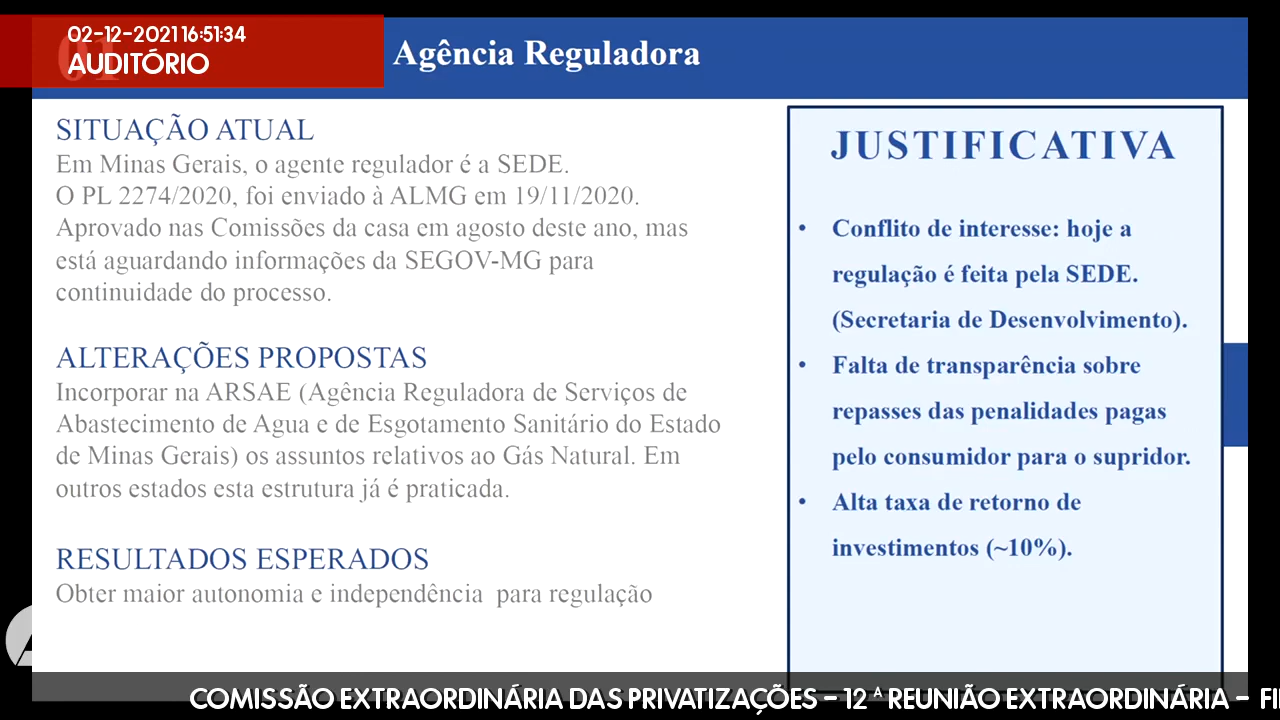 02-12-2021 16:51:34
AUDITÓRIO
01
Agência Reguladora
SITUAÇÃO ATUAL
Em Minas Gerais, o agente regulador é a SEDE.
O PL 2274/2020, foi enviado à ALMG em 19/11/2020.
Aprovado nas Comissões da casa em agosto deste ano, mas
está aguardando informações da SEGOV-MG para
continuidade do processo.
ALTERAÇÕES PROPOSTAS
Incorporar na ARSAE (Agência Reguladora de Serviços de
Abastecimento de Agua e de Esgotamento Sanitário do Estado
de Minas Gerais) os assuntos relativos ao Gás Natural. Em
outros estados esta estrutura já é praticada.
RESULTADOS ESPERADOS
Obter maior autonomia e independência para regulação
JUSTIFICATIVA
• Conflito de interesse: hoje a
regulação é feita pela SEDE.
(Secretaria de Desenvolvimento).
• Falta de transparência sobre
repasses das penalidades pagas
pelo consumidor para o supridor.
• Alta taxa de retorno de
investimentos (~10%).
COMISSÃO EXTRAORDINÁRIA DAS PRIVATIZAÇÕES - 12 ª REUNIÃO EXTRAORDINÁRIA -